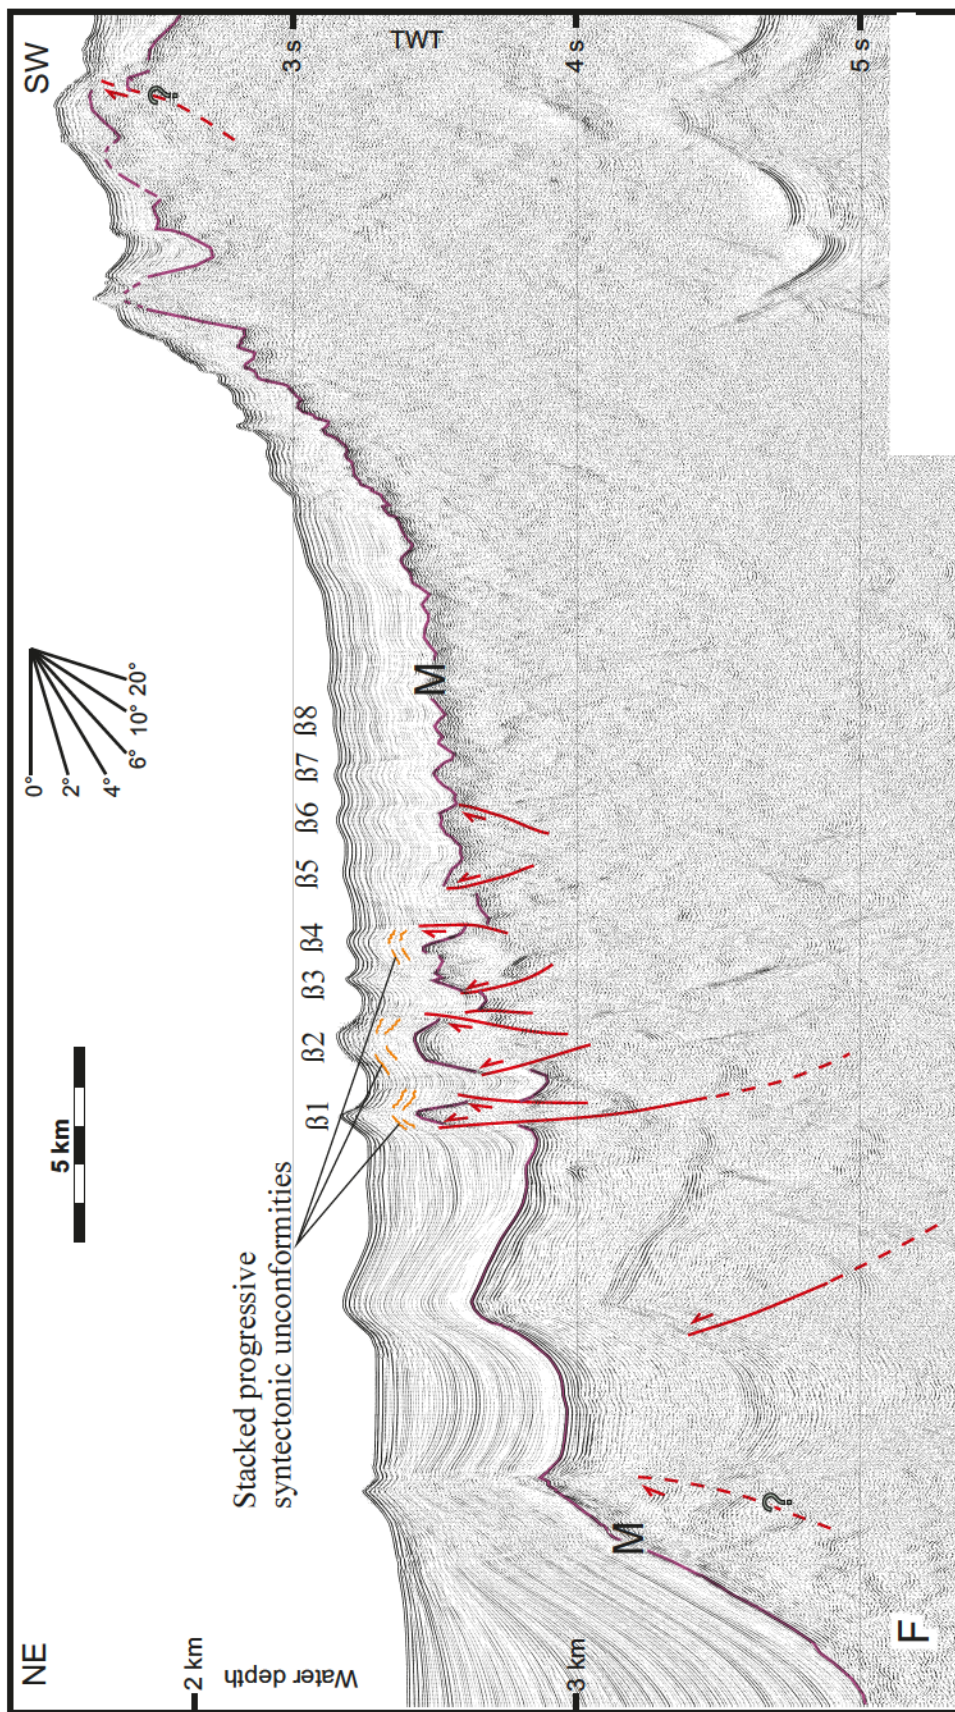 NE
SW
0°
2°
4°
6°
10°
20°
5 km
Stacked progressive
syntectonic unconformities
ß1
ß2
ß3
ß4
ß5
ß6
ß7
ß8
2 km
Water depth
3 km
TWT
3 s
4 s
5 s
M
M
?
?
F